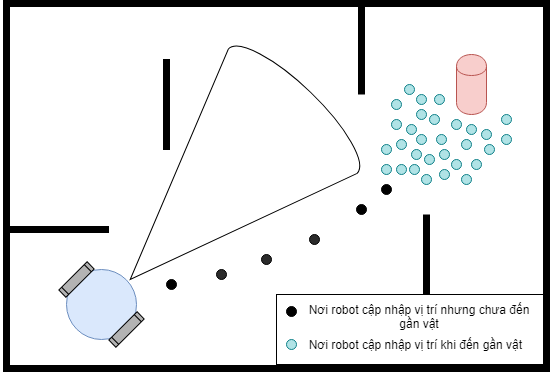 Nơi robot cập nhập vị trí nhưng chưa đến
gần vật
Nơi robot cập nhập vị trí khi đến gần vật